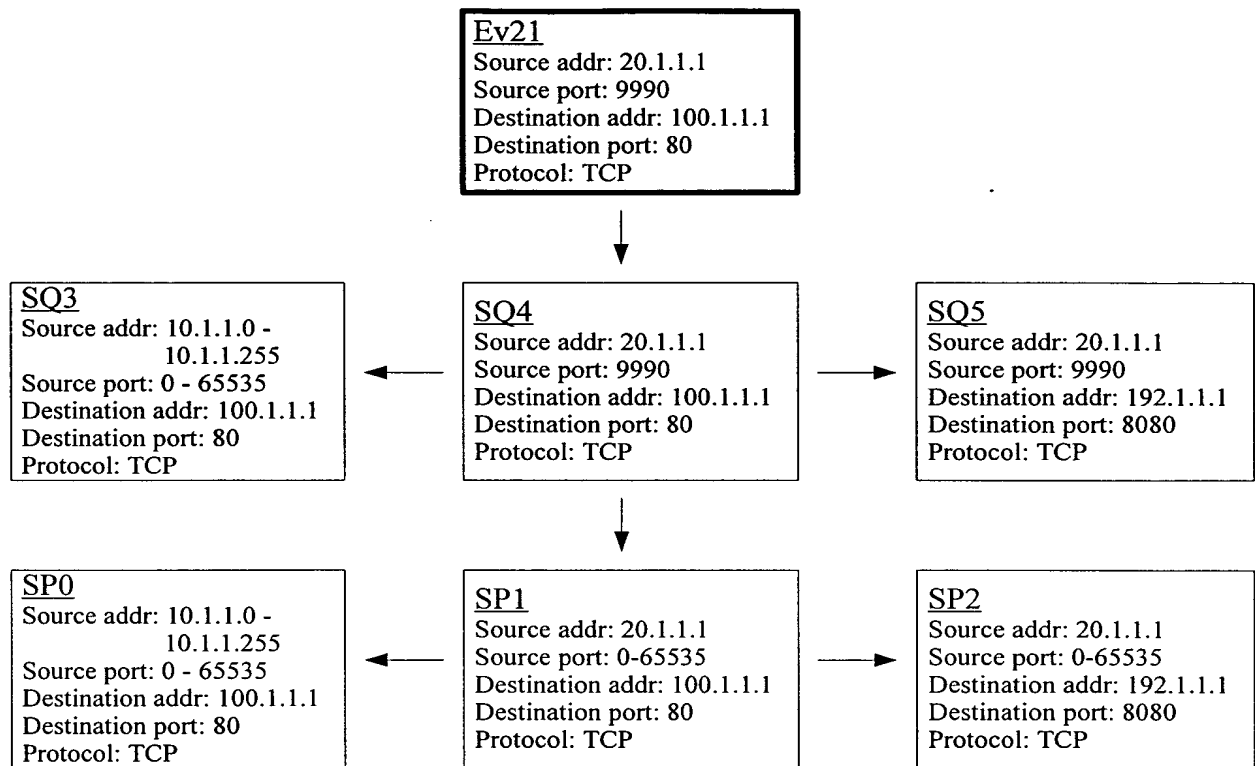 Ev21
Source addr: 20.1.1.1
Source port: 9990
Destination addr: 100.1.1.1
Destination port: 80
Protocol: TCP
SQ3
Source addr: 10.1.1.0 -
10.1.1.255
Source port: 0 - 65535
Destination addr: 100.1.1.1
Destination port: 80
Protocol: TCP
SQ4
Source addr: 20.1.1.1
Source port: 9990
Destination addr: 100.1.1.1
Destination port: 80
Protocol: TCP
SQ5
Source addr: 20.1.1.1
Source port: 9990
Destination addr: 192.1.1.1
Destination port: 8080
Protocol: TCP
SP0
Source addr: 10.1.1.0 -
10.1.1.255
Source port: 0 - 65535
Destination addr: 100.1.1.1
Destination port: 80
Protocol: TCP
SP1
Source addr: 20.1.1.1
Source port: 0-65535
Destination addr: 100.1.1.1
Destination port: 80
Protocol: TCP
SP2
Source addr: 20.1.1.1
Source port: 0-65535
Destination addr: 192.1.1.1
Destination port: 8080
Protocol: TCP